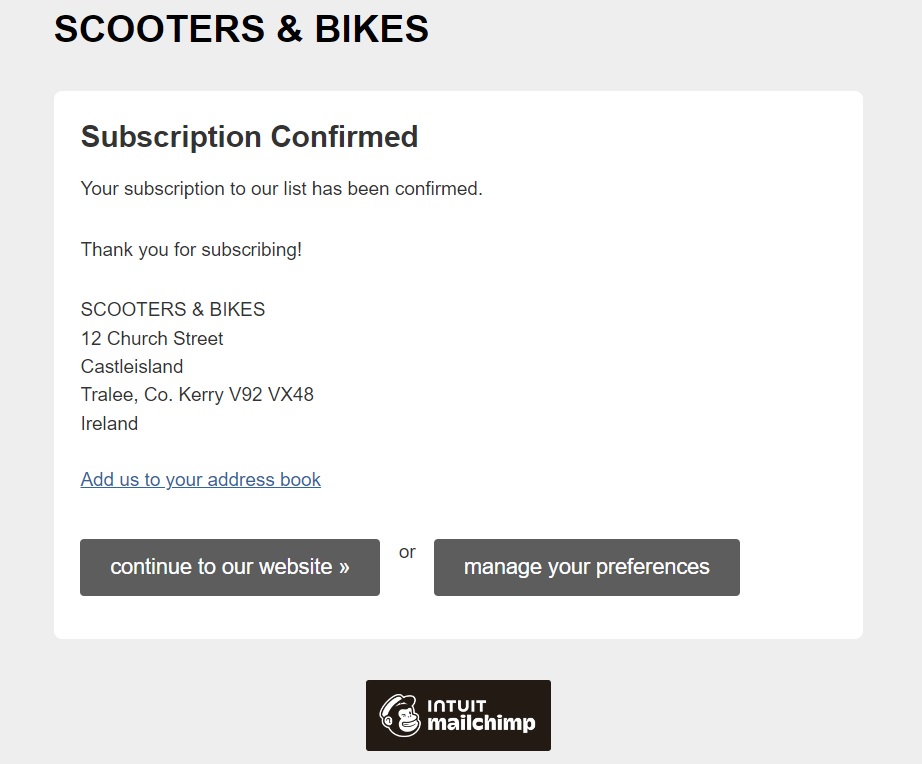 SCOOTERS & BIKES
Subscription Confirmed
Your subscription to our list has been confirmed.
Thank you for subscribing!
SCOOTERS & BIKES
12 Church Street
Castleisland
Tralee, Co. Kerry V92 VX48
Ireland
Add us to your address book
continue to our website »
or
manage your preferences
INTUIT
mailchimp